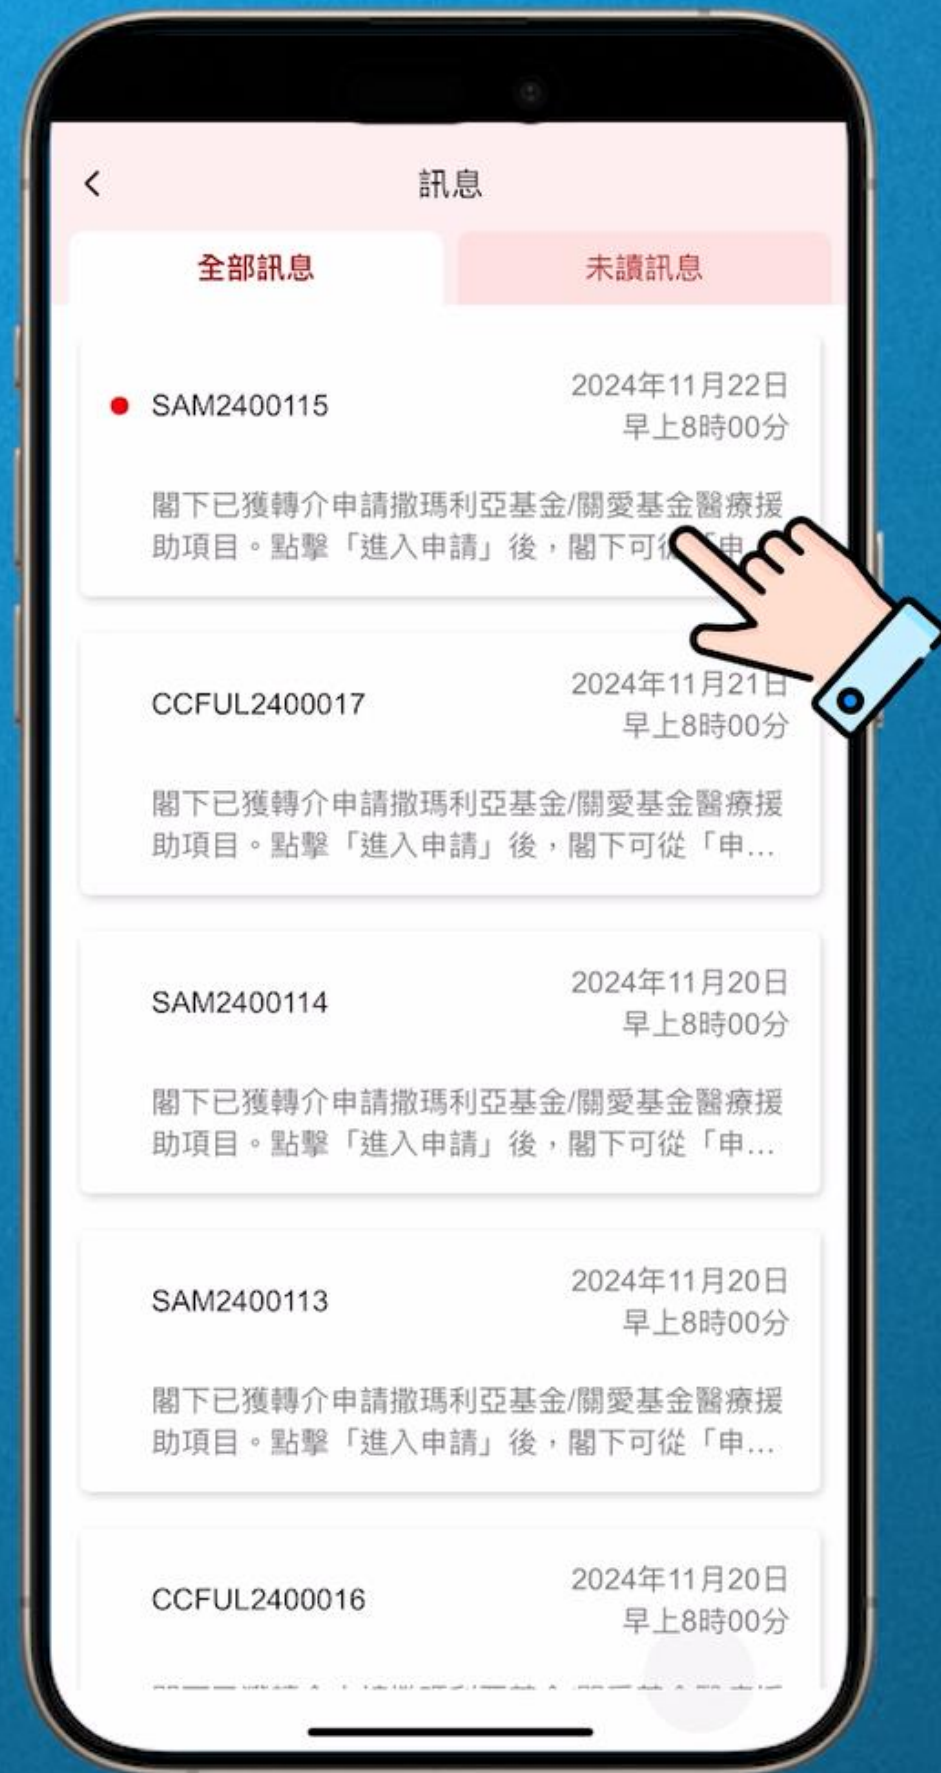 訊息
全部訊息
未讀訊息
SAM2400115
2024年11月22日
早上8時00分
閣下已獲轉介申請撒瑪利亞基金/關愛基金醫療援
助項目。點擊「進入申請」後，閣下可從「申
CCFUL2400017
2024年11月21日
早上8時00分
閣下已獲轉介申請撒瑪利亞基金/關愛基金醫療援
助項目。點擊「進入申請」後，閣下可從「申...
SAM2400114
2024年11月20日
早上8時00分
閣下已獲轉介申請撒瑪利亞基金/關愛基金醫療援
助項目。點擊「進入申請」後，閣下可從「申...
SAM2400113
2024年11月20日
早上8時00分
閣下已獲轉介申請撒瑪利亞基金/關愛基金醫療援
助項目。點擊「進入申請」後，閣下可從「申...
CCFUL2400016
2024年11月20日
早上8時00分